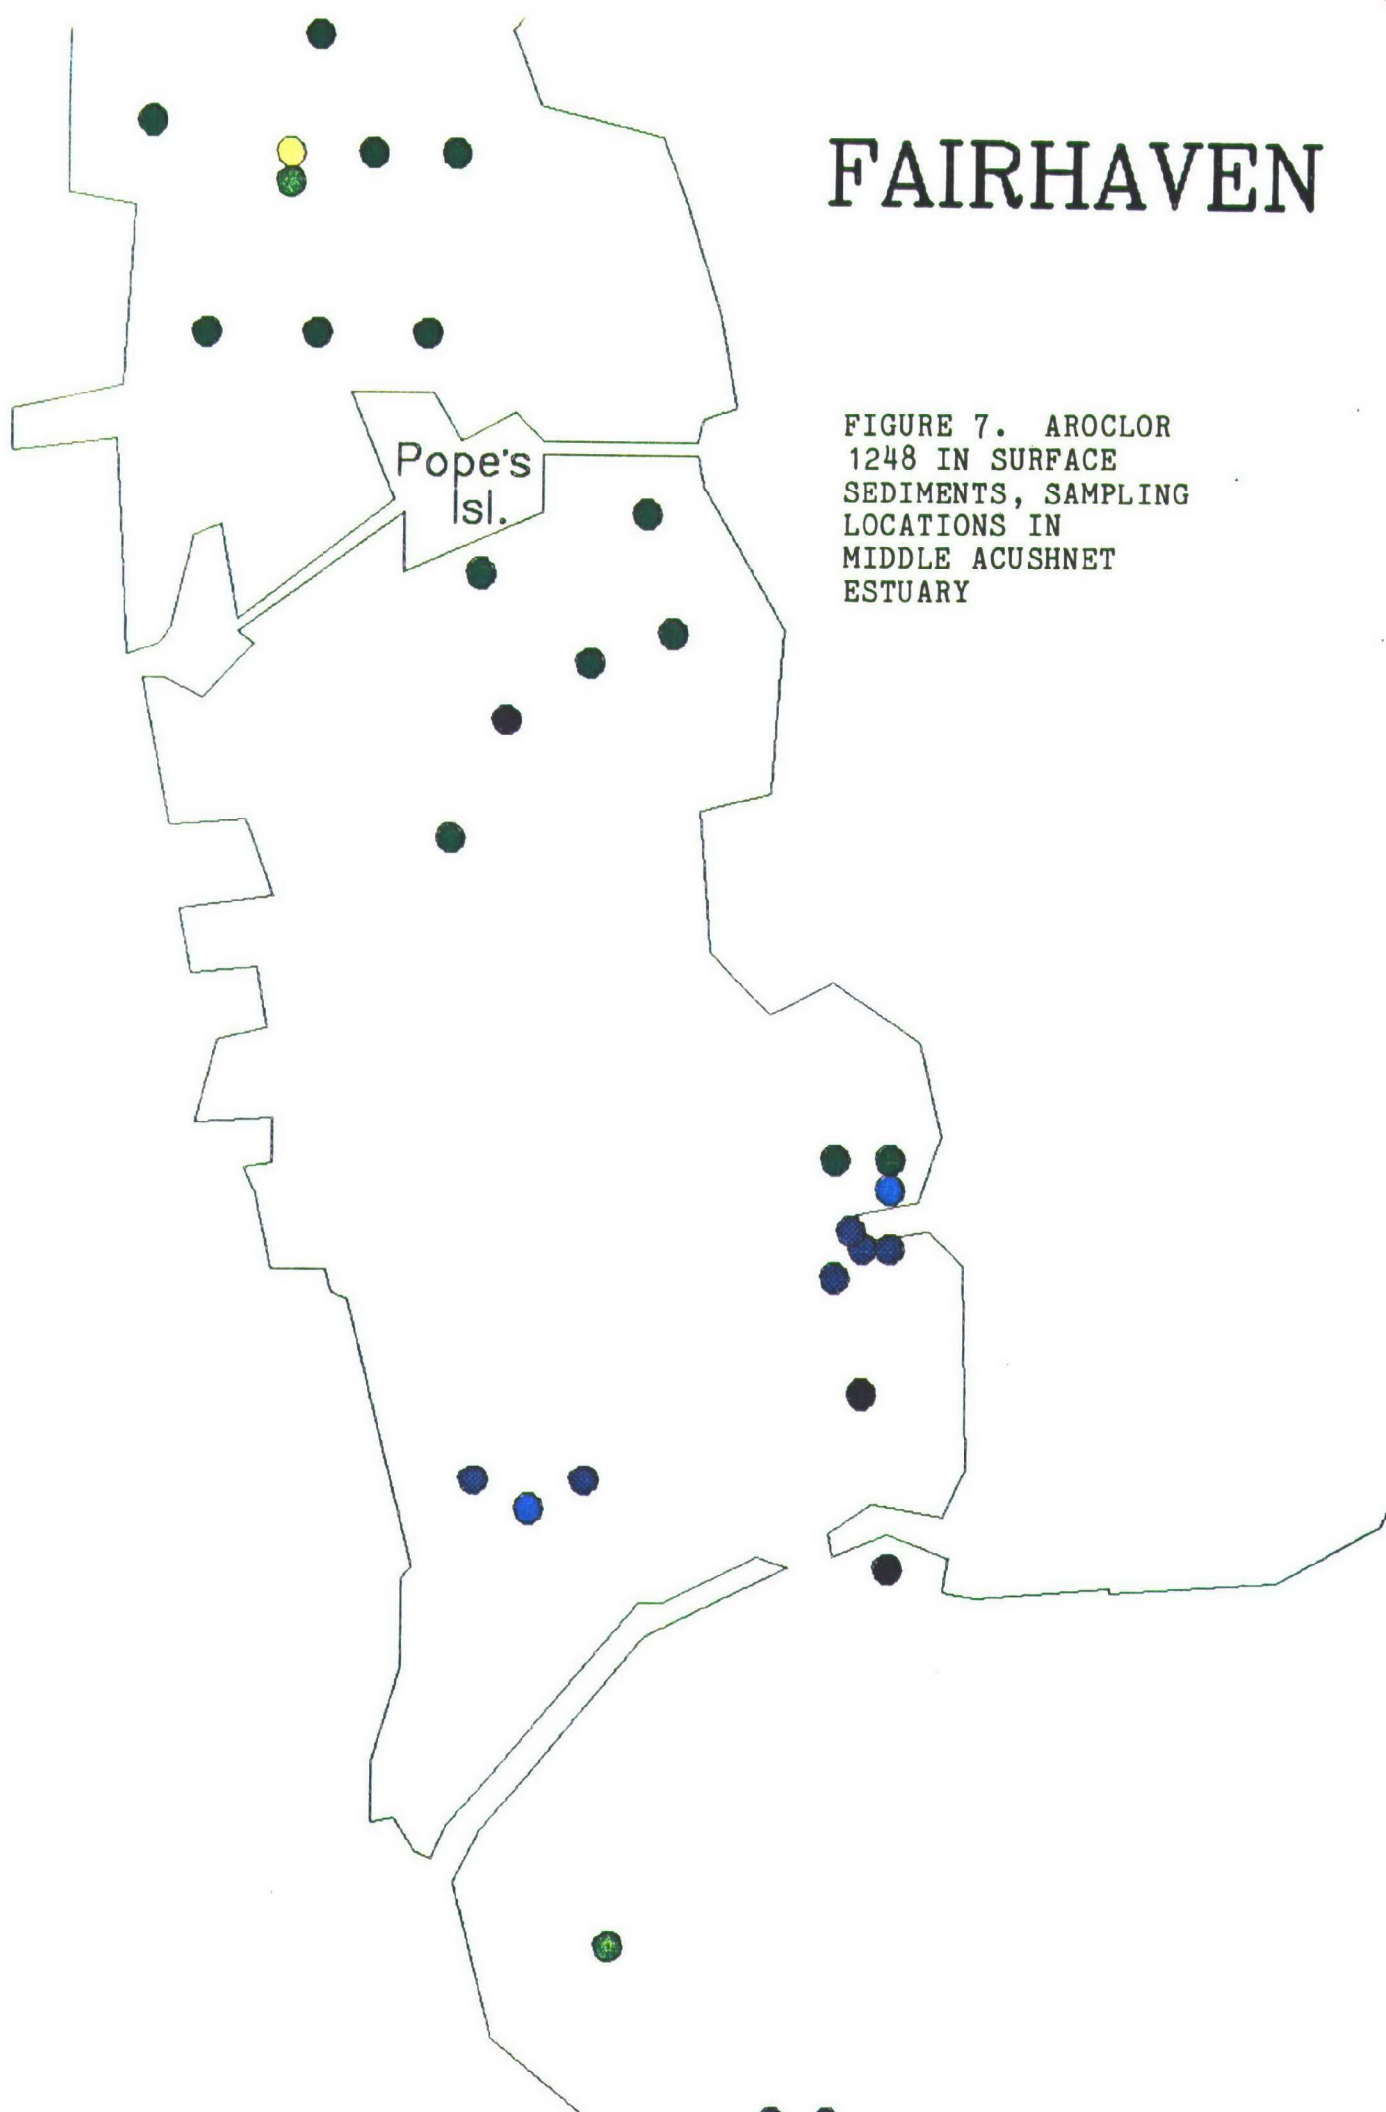 FAIRHAVEN
FIGURE 7. AROCLOR
1248 IN SURFACE
SEDIMENTS, SAMPLING
LOCATIONS IN
MIDDLE ACUSHNET
ESTUARY
Pope's
Isl.